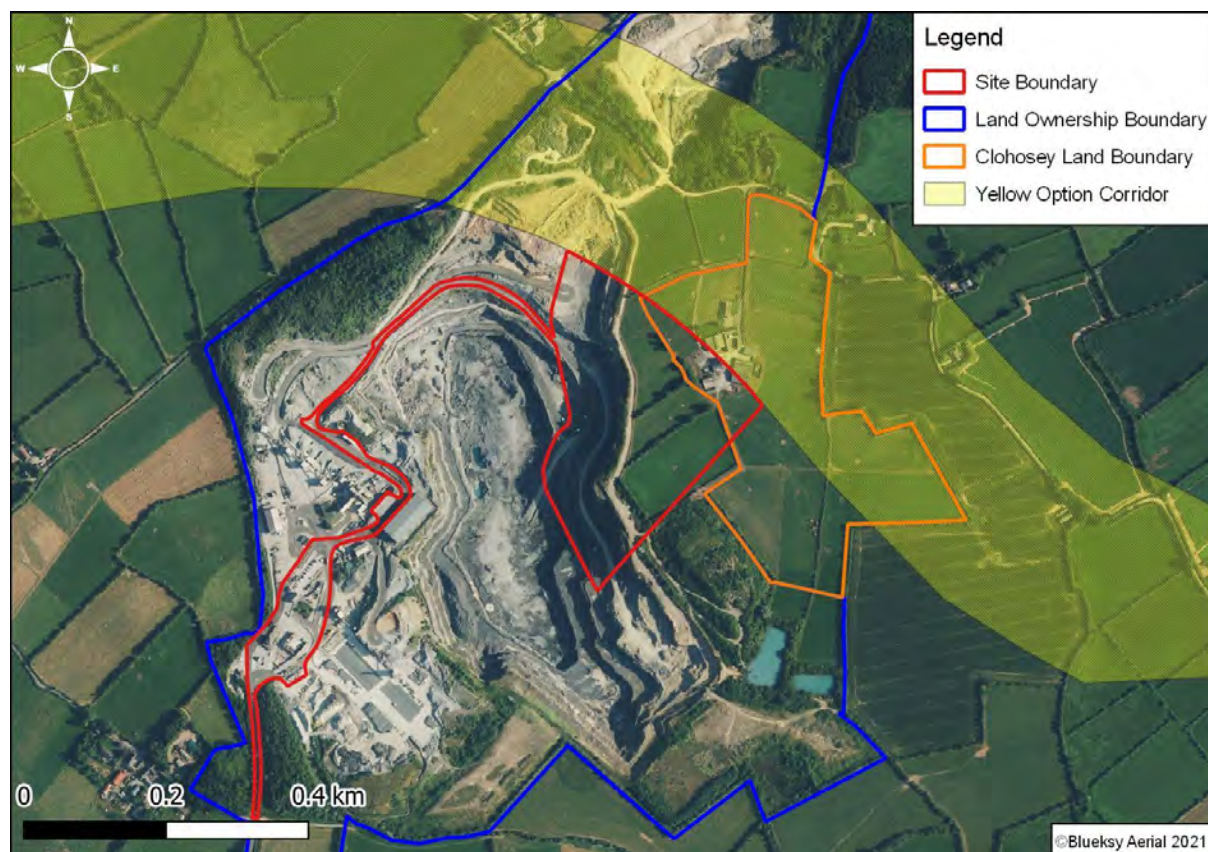 N
W E
S
Legend
Site Boundary
Land Ownership Boundary
Clohosey Land Boundary
Yellow Option Corridor
0 0.2 0.4 km
©Blueksy Aerial 2021